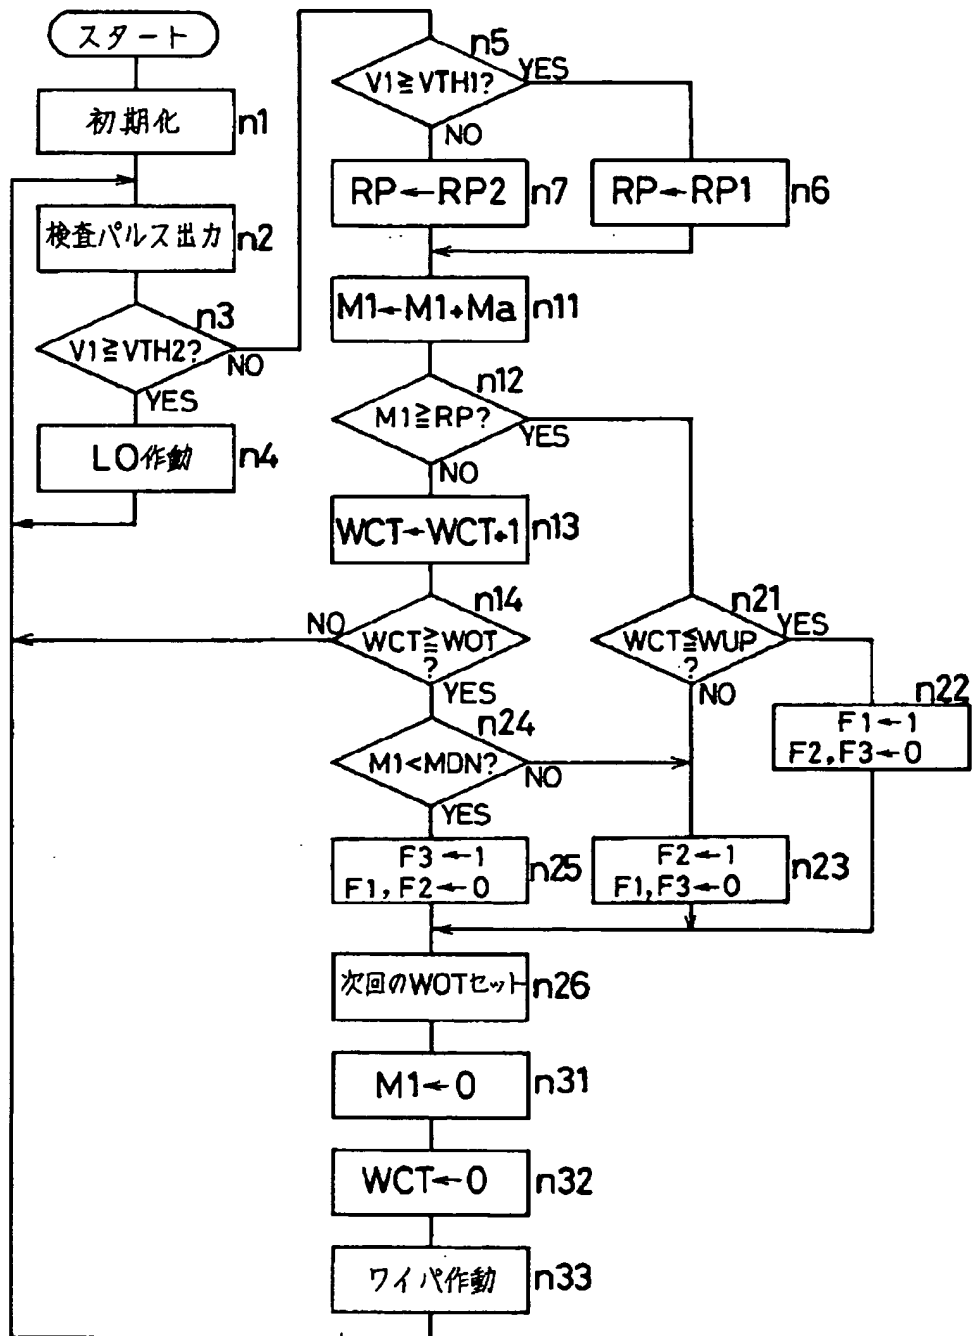 スタート
初期化
n1
検査パルス出力
n2
V1≧VTH2?
n3
NO
YES
LO作動
n4
V1≧VTH1?
n5
YES
NO
RP←RP2
n7
RP←RP1
n6
M1←M1+Ma
n11
M1≧RP?
n12
YES
NO
WCT←WCT+1
n13
n14
NO
WCT≧WOT
?
YES
n21
YES
WCT≦WUP
?
NO
n22
F1←1
F2,F3←0
n24
M1<MDN?
NO
YES
F3←1
F1,F2←0
n25
F2←1
F1,F3←0
n23
次回のWOTセット
n26
M1←0
n31
WCT←0
n32
ワイパ作動
n33